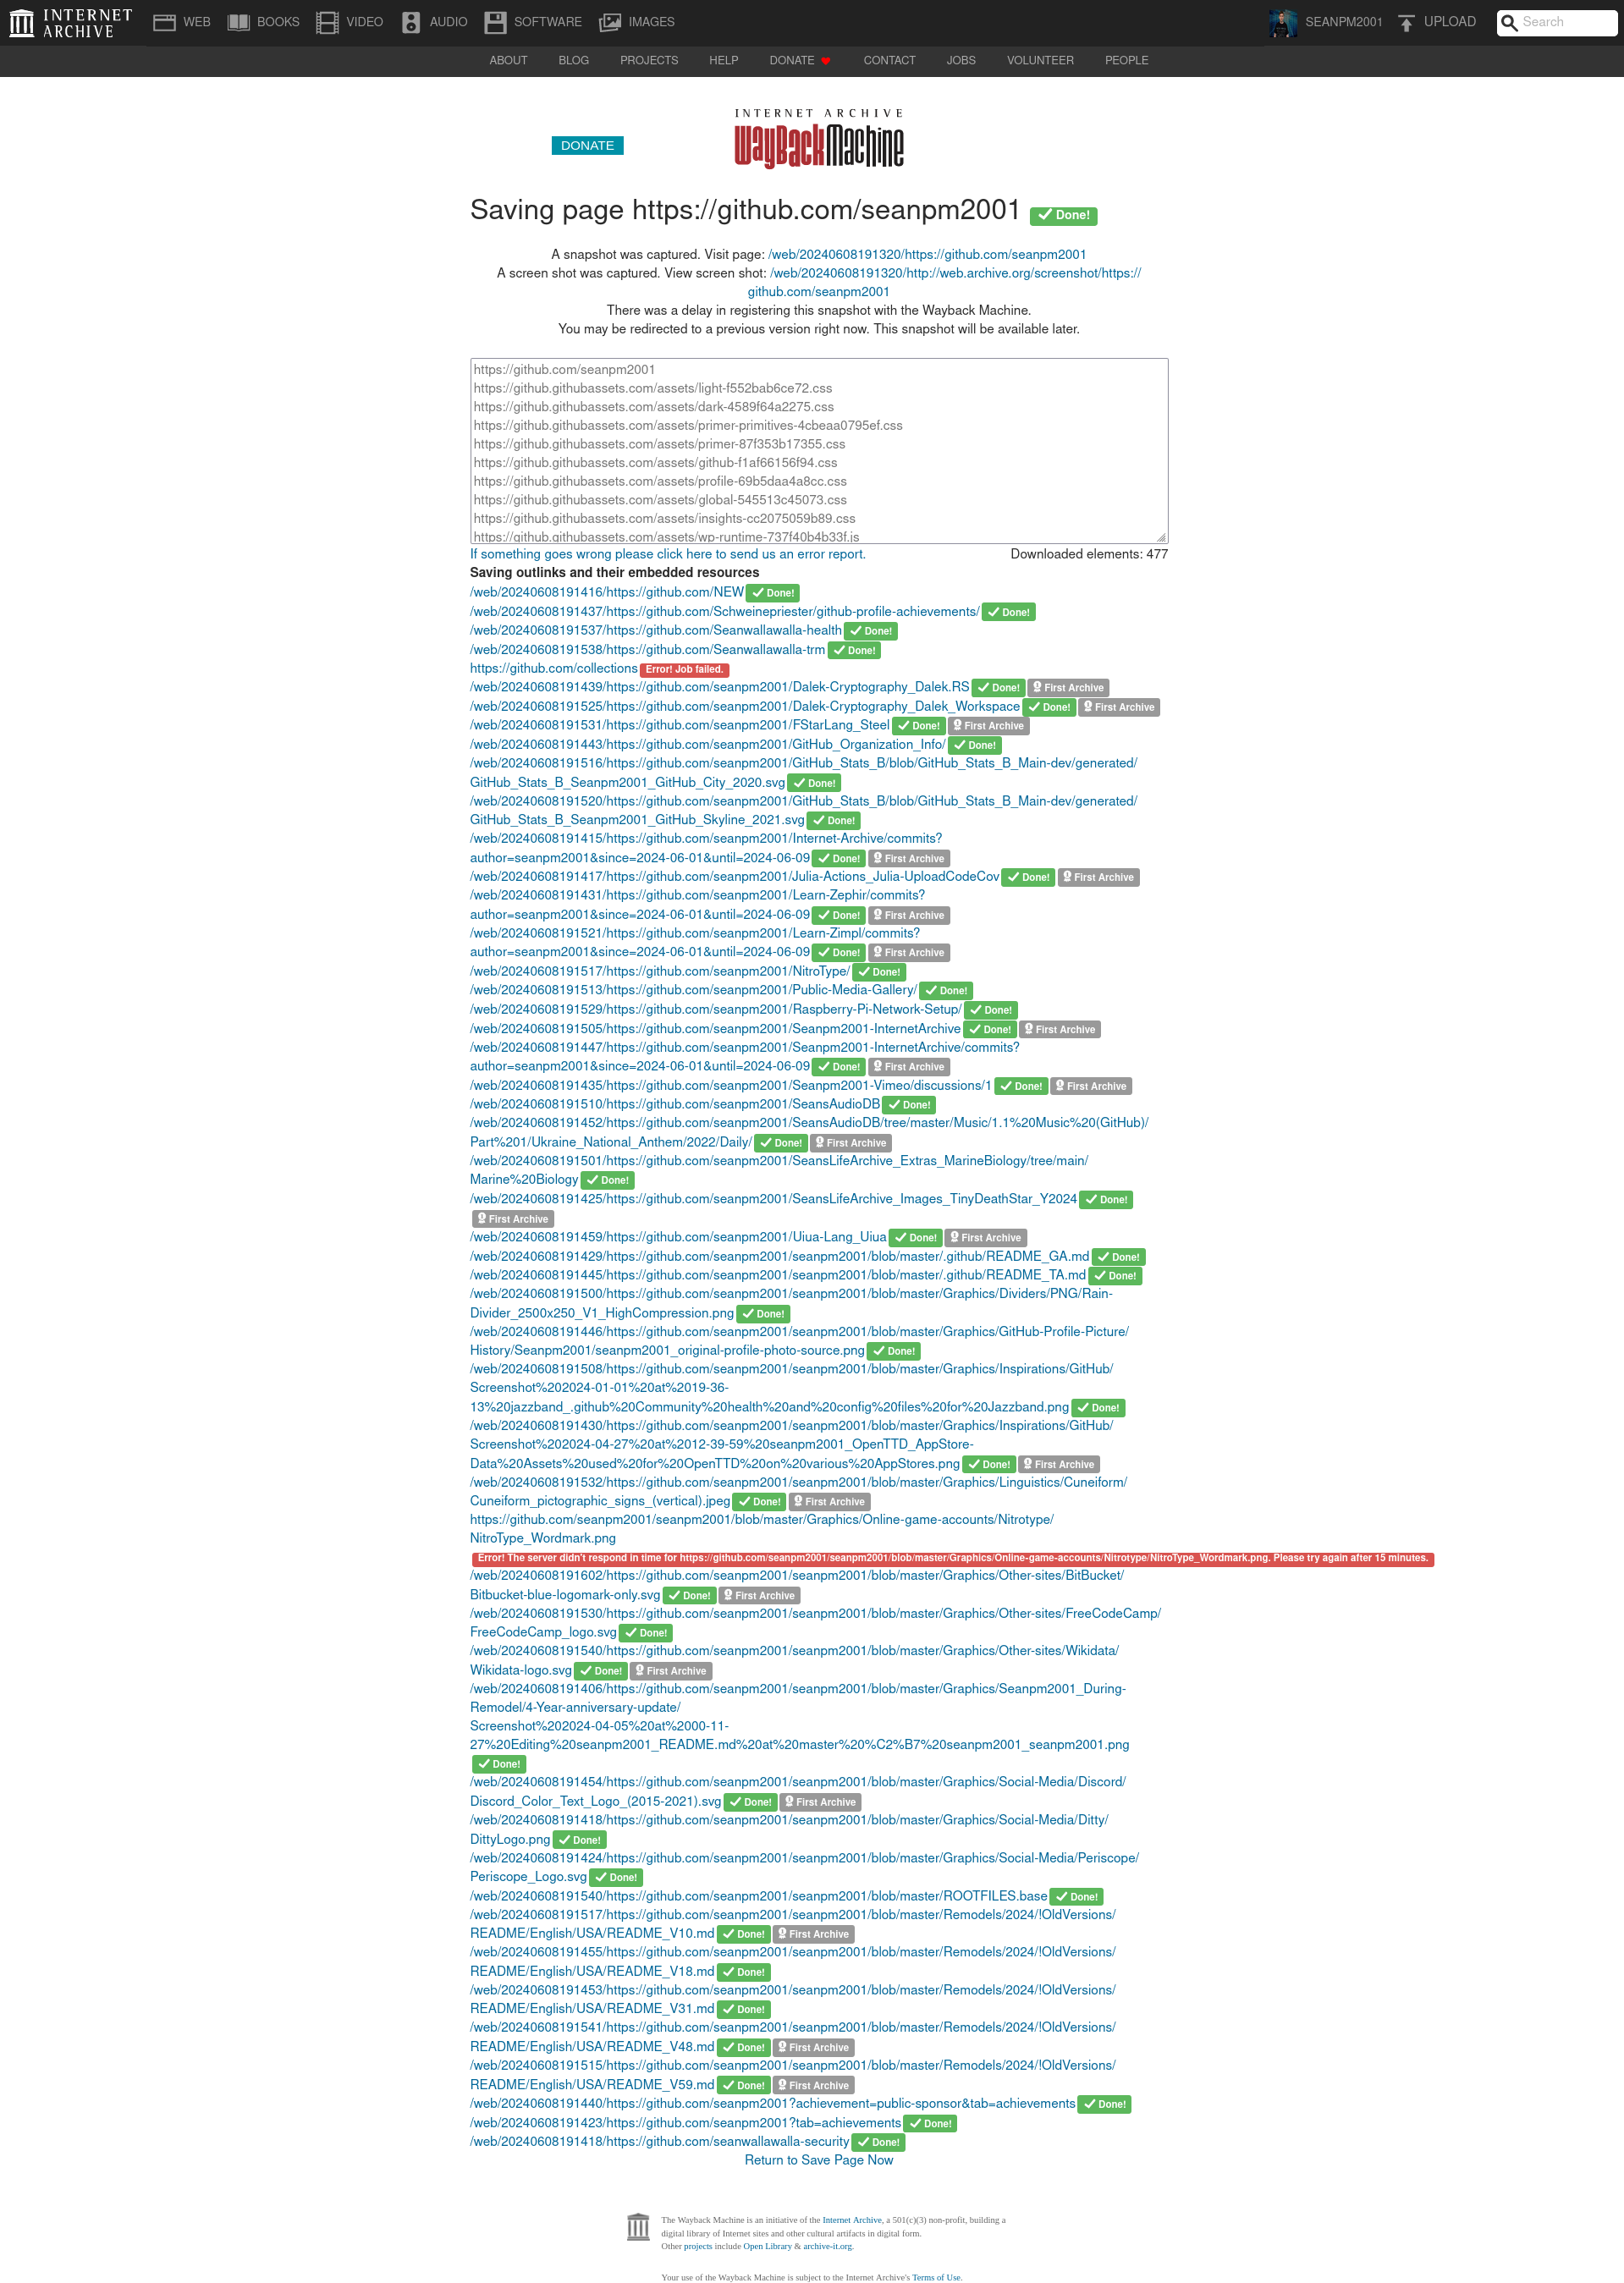 INTERNET ARCHIVE
WEB BOOKS VIDEO AUDIO SOFTWARE IMAGES SEANPM2001 UPLOAD Search
ABOUT BLOG PROJECTS HELP DONATE CONTACT JOBS VOLUNTEER PEOPLE
INTERNET ARCHIVE
WayBackMachine
DONATE
Saving page https://github.com/seanpm2001 Done!
A snapshot was captured. Visit page: /web/20240608191320/https://github.com/seanpm2001
A screen shot was captured. View screen shot: /web/20240608191320/http://web.archive.org/screenshot/https://
github.com/seanpm2001
There was a delay in registering this snapshot with the Wayback Machine.
You may be redirected to a previous version right now. This snapshot will be available later.
https://github.com/seanpm2001
https://github.githubassets.com/assets/light-f552bab6ce72.css
https://github.githubassets.com/assets/dark-4589f64a2275.css
https://github.githubassets.com/assets/primer-primitives-4cbeaa0795ef.css
https://github.githubassets.com/assets/primer-87f353b17355.css
https://github.githubassets.com/assets/github-f1af66156f94.css
https://github.githubassets.com/assets/profile-69b5daa4a8cc.css
https://github.githubassets.com/assets/global-545513c45073.css
https://github.githubassets.com/assets/insights-cc2075059b89.css
https://github.githubassets.com/assets/wp-runtime-737f40b4b33f.js
If something goes wrong please click here to send us an error report. Downloaded elements: 477
Saving outlinks and their embedded resources
/web/20240608191416/https://github.com/NEW Done!
/web/20240608191437/https://github.com/Schweinepriester/github-profile-achievements/ Done!
/web/20240608191537/https://github.com/Seanwallawalla-health Done!
/web/20240608191538/https://github.com/Seanwallawalla-trm Done!
https://github.com/collections Error! Job failed.
/web/20240608191439/https://github.com/seanpm2001/Dalek-Cryptography_Dalek.RS Done! First Archive
/web/20240608191525/https://github.com/seanpm2001/Dalek-Cryptography_Dalek_Workspace Done! First Archive
/web/20240608191531/https://github.com/seanpm2001/FStarLang_Steel Done! First Archive
/web/20240608191443/https://github.com/seanpm2001/GitHub_Organization_Info/ Done!
/web/20240608191516/https://github.com/seanpm2001/GitHub_Stats_B/blob/GitHub_Stats_B_Main-dev/generated/
GitHub_Stats_B_Seanpm2001_GitHub_City_2020.svg Done!
/web/20240608191520/https://github.com/seanpm2001/GitHub_Stats_B/blob/GitHub_Stats_B_Main-dev/generated/
GitHub_Stats_B_Seanpm2001_GitHub_Skyline_2021.svg Done!
/web/20240608191415/https://github.com/seanpm2001/Internet-Archive/commits?
author=seanpm2001&since=2024-06-01&until=2024-06-09 Done! First Archive
/web/20240608191417/https://github.com/seanpm2001/Julia-Actions_Julia-UploadCodeCov Done! First Archive
/web/20240608191431/https://github.com/seanpm2001/Learn-Zephir/commits?
author=seanpm2001&since=2024-06-01&until=2024-06-09 Done! First Archive
/web/20240608191521/https://github.com/seanpm2001/Learn-Zimpl/commits?
author=seanpm2001&since=2024-06-01&until=2024-06-09 Done! First Archive
/web/20240608191517/https://github.com/seanpm2001/NitroType/ Done!
/web/20240608191513/https://github.com/seanpm2001/Public-Media-Gallery/ Done!
/web/20240608191529/https://github.com/seanpm2001/Raspberry-Pi-Network-Setup/ Done!
/web/20240608191505/https://github.com/seanpm2001/Seanpm2001-InternetArchive Done! First Archive
/web/20240608191447/https://github.com/seanpm2001/Seanpm2001-InternetArchive/commits?
author=seanpm2001&since=2024-06-01&until=2024-06-09 Done! First Archive
/web/20240608191435/https://github.com/seanpm2001/Seanpm2001-Vimeo/discussions/1 Done! First Archive
/web/20240608191510/https://github.com/seanpm2001/SeansAudioDB Done!
/web/20240608191452/https://github.com/seanpm2001/SeansAudioDB/tree/master/Music/1.1%20Music%20(GitHub)/
Part%201/Ukraine_National_Anthem/2022/Daily/ Done! First Archive
/web/20240608191501/https://github.com/seanpm2001/SeansLifeArchive_Extras_MarineBiology/tree/main/
Marine%20Biology Done!
/web/20240608191425/https://github.com/seanpm2001/SeansLifeArchive_Images_TinyDeathStar_Y2024 Done!
First Archive
/web/20240608191459/https://github.com/seanpm2001/Uiua-Lang_Uiua Done! First Archive
/web/20240608191429/https://github.com/seanpm2001/seanpm2001/blob/master/.github/README_GA.md Done!
/web/20240608191445/https://github.com/seanpm2001/seanpm2001/blob/master/.github/README_TA.md Done!
/web/20240608191500/https://github.com/seanpm2001/seanpm2001/blob/master/Graphics/Dividers/PNG/Rain-
Divider_2500x250_V1_HighCompression.png Done!
/web/20240608191446/https://github.com/seanpm2001/seanpm2001/blob/master/Graphics/GitHub-Profile-Picture/
History/Seanpm2001/seanpm2001_original-profile-photo-source.png Done!
/web/20240608191508/https://github.com/seanpm2001/seanpm2001/blob/master/Graphics/Inspirations/GitHub/
Screenshot%202024-01-01%20at%2019-36-
13%20jazzband_.github%20Community%20health%20and%20config%20files%20for%20Jazzband.png Done!
/web/20240608191430/https://github.com/seanpm2001/seanpm2001/blob/master/Graphics/Inspirations/GitHub/
Screenshot%202024-04-27%20at%2012-39-59%20seanpm2001_OpenTTD_AppStore-
Data%20Assets%20used%20for%20OpenTTD%20on%20various%20AppStores.png Done! First Archive
/web/20240608191532/https://github.com/seanpm2001/seanpm2001/blob/master/Graphics/Linguistics/Cuneiform/
Cuneiform_pictographic_signs_(vertical).jpeg Done! First Archive
https://github.com/seanpm2001/seanpm2001/blob/master/Graphics/Online-game-accounts/Nitrotype/
NitroType_Wordmark.png
Error! The server didn't respond in time for https://github.com/seanpm2001/seanpm2001/blob/master/Graphics/Online-game-accounts/Nitrotype/NitroType_Wordmark.png. Please try again after 15 minutes.
/web/20240608191602/https://github.com/seanpm2001/seanpm2001/blob/master/Graphics/Other-sites/BitBucket/
Bitbucket-blue-logomark-only.svg Done! First Archive
/web/20240608191530/https://github.com/seanpm2001/seanpm2001/blob/master/Graphics/Other-sites/FreeCodeCamp/
FreeCodeCamp_logo.svg Done!
/web/20240608191540/https://github.com/seanpm2001/seanpm2001/blob/master/Graphics/Other-sites/Wikidata/
Wikidata-logo.svg Done! First Archive
/web/20240608191406/https://github.com/seanpm2001/seanpm2001/blob/master/Graphics/Seanpm2001_During-
Remodel/4-Year-anniversary-update/
Screenshot%202024-04-05%20at%2000-11-
27%20Editing%20seanpm2001_README.md%20at%20master%20%C2%B7%20seanpm2001_seanpm2001.png
Done!
/web/20240608191454/https://github.com/seanpm2001/seanpm2001/blob/master/Graphics/Social-Media/Discord/
Discord_Color_Text_Logo_(2015-2021).svg Done! First Archive
/web/20240608191418/https://github.com/seanpm2001/seanpm2001/blob/master/Graphics/Social-Media/Ditty/
DittyLogo.png Done!
/web/20240608191424/https://github.com/seanpm2001/seanpm2001/blob/master/Graphics/Social-Media/Periscope/
Periscope_Logo.svg Done!
/web/20240608191540/https://github.com/seanpm2001/seanpm2001/blob/master/ROOTFILES.base Done!
/web/20240608191517/https://github.com/seanpm2001/seanpm2001/blob/master/Remodels/2024/!OldVersions/
README/English/USA/README_V10.md Done! First Archive
/web/20240608191455/https://github.com/seanpm2001/seanpm2001/blob/master/Remodels/2024/!OldVersions/
README/English/USA/README_V18.md Done!
/web/20240608191453/https://github.com/seanpm2001/seanpm2001/blob/master/Remodels/2024/!OldVersions/
README/English/USA/README_V31.md Done!
/web/20240608191541/https://github.com/seanpm2001/seanpm2001/blob/master/Remodels/2024/!OldVersions/
README/English/USA/README_V48.md Done! First Archive
/web/20240608191515/https://github.com/seanpm2001/seanpm2001/blob/master/Remodels/2024/!OldVersions/
README/English/USA/README_V59.md Done! First Archive
/web/20240608191440/https://github.com/seanpm2001?achievement=public-sponsor&tab=achievements Done!
/web/20240608191423/https://github.com/seanpm2001?tab=achievements Done!
/web/20240608191418/https://github.com/seanwallawalla-security Done!
Return to Save Page Now
The Wayback Machine is an initiative of the Internet Archive, a 501(c)(3) non-profit, building a
digital library of Internet sites and other cultural artifacts in digital form.
Other projects include Open Library & archive-it.org.
Your use of the Wayback Machine is subject to the Internet Archive's Terms of Use.